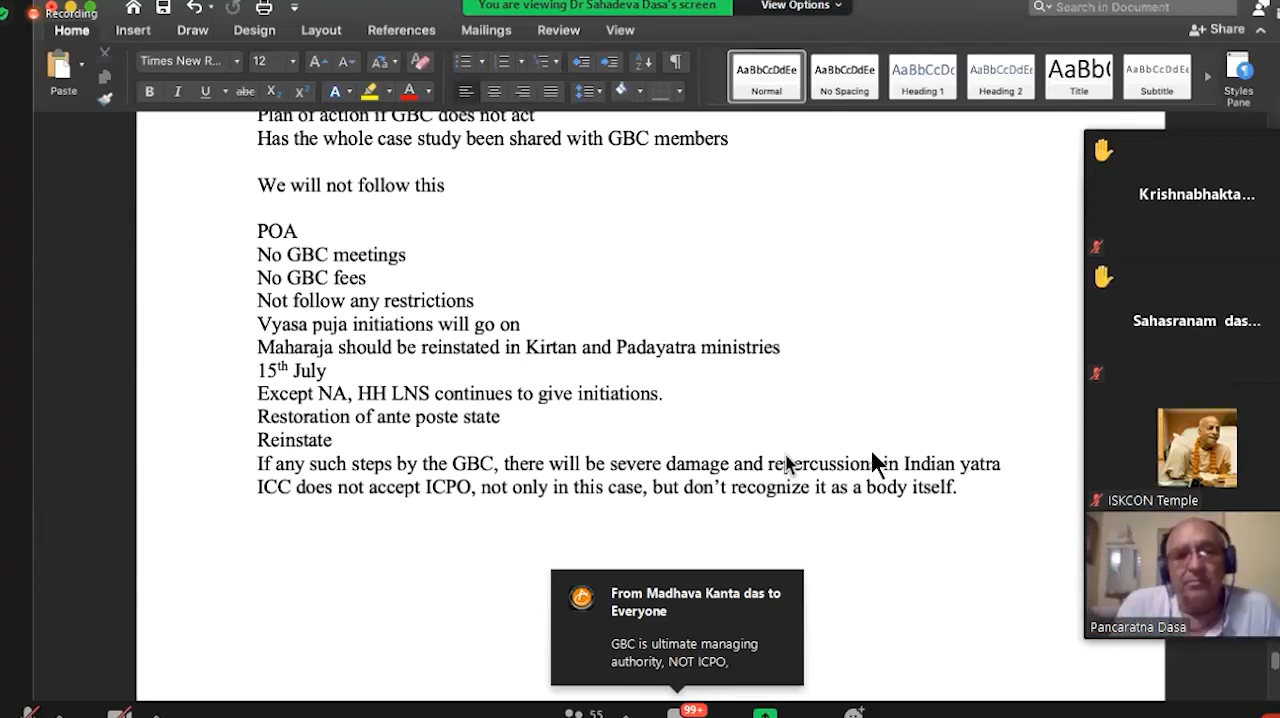 Recording
You are viewing Dr Sahadeva Dasa's screen
View Options
Search in Document
Home Insert Draw Design Layout References Mailings Review View
Share
Paste
Times New R...
12
AaBbCcDdEe
Normal
AaBbCcDdEe
No Spacing
AaBbCcDc
Heading 1
AaBbCcDdEe
Heading 2
AaBb(
Title
AaBbCcDdEe
Subtitle
Styles
Pane
Plan of action if GBC does not act
Has the whole case study been shared with GBC members
We will not follow this
POA
No GBC meetings
No GBC fees
Not follow any restrictions
Vyasa puja initiations will go on
Maharaja should be reinstated in Kirtan and Padayatra ministries
15th July
Except NA, HH LNS continues to give initiations.
Restoration of ante poste state
Reinstate
If any such steps by the GBC, there will be severe damage and repercussions in Indian yatra
ICC does not accept ICPO, not only in this case, but don't recognize it as a body itself.
Krishnabhakta...
Sahasranam das...
ISKCON Temple
Pancaratna Dasa
From Madhava Kanta das to
Everyone
GBC is ultimate managing
authority, NOT ICPO,
55
99+